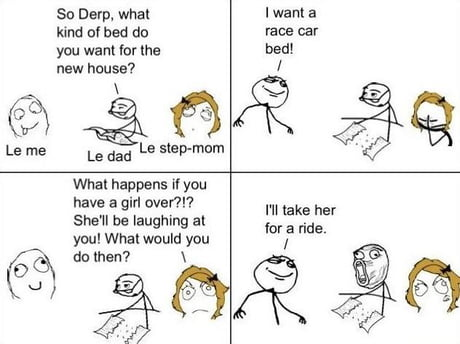 So Derp, what
kind of bed do
you want for the
new house?
Le me
Le dad
Le step-mom
I want a
race car
bed!
What happens if you
have a girl over?!?
She'll be laughing at
you! What would you
do then?
I'll take her
for a ride.